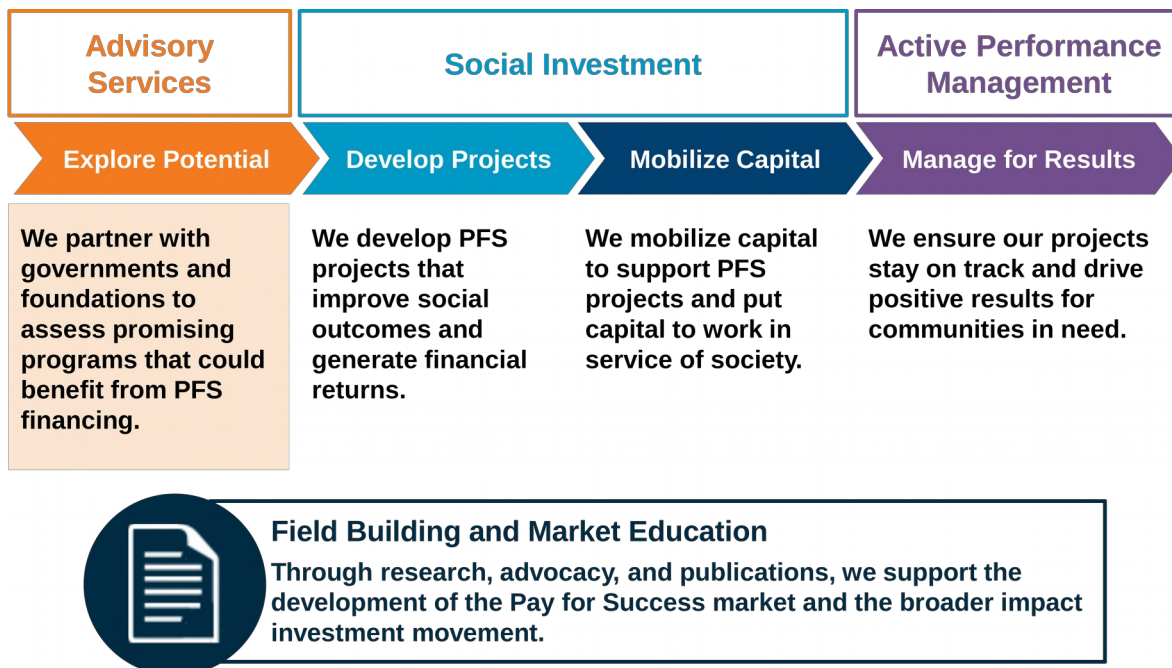 Advisory
Services
Social Investment
Active Performance
Management
Explore Potential
Develop Projects
Mobilize Capital
Manage for Results
We partner with
governments and
foundations to
assess promising
programs that could
benefit from PFS
financing.
We develop PFS
projects that
improve social
outcomes and
generate financial
returns.
We mobilize capital
to support PFS
projects and put
capital to work in
service of society.
We ensure our projects
stay on track and drive
positive results for
communities in need.
Field Building and Market Education
Through research, advocacy, and publications, we support the
development of the Pay for Success market and the broader impact
investment movement.